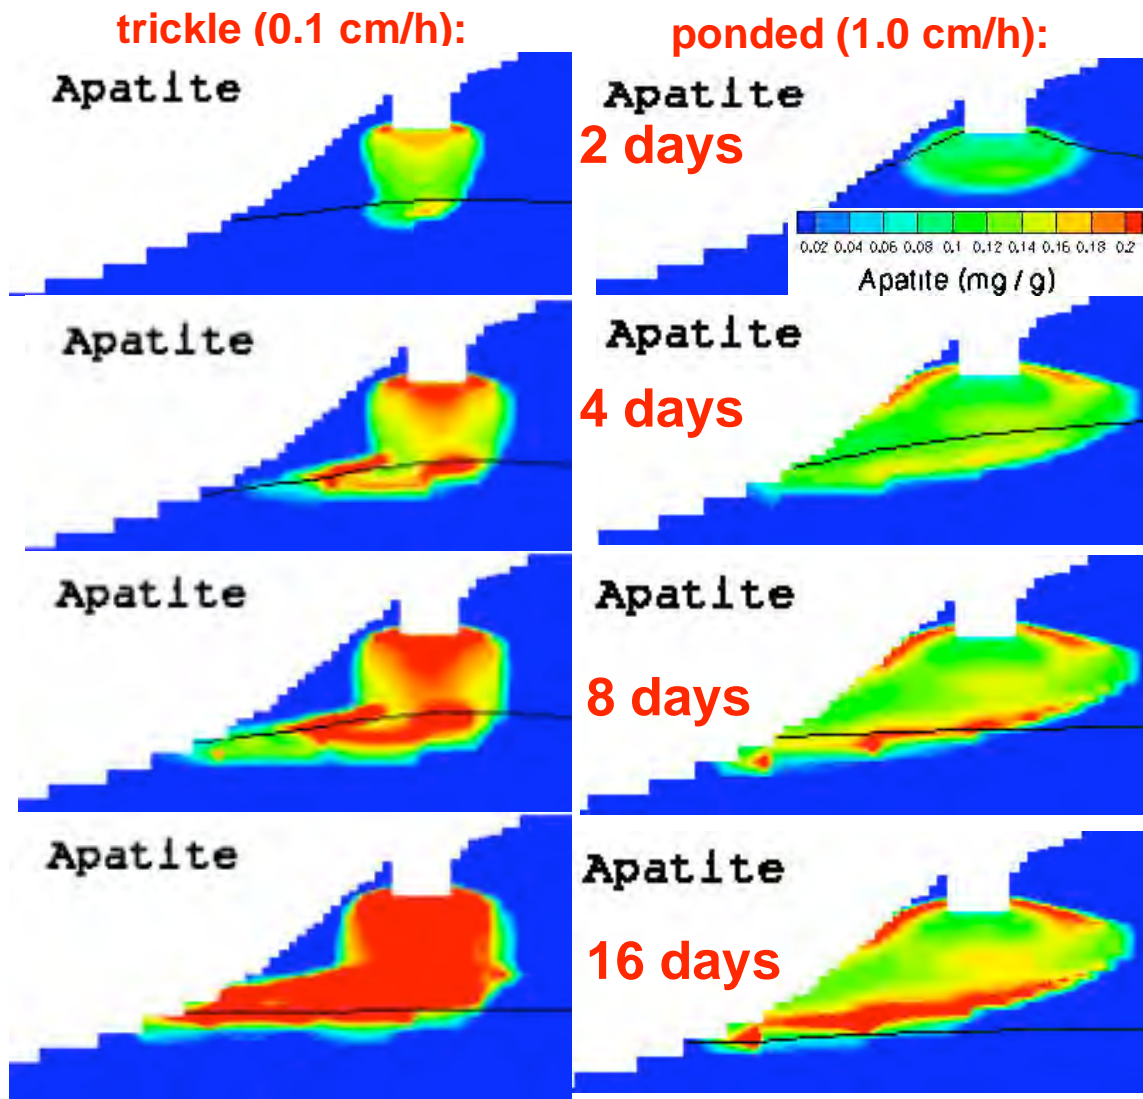 trickle (0.1 cm/h):
ponded (1.0 cm/h):
Apatite
Apatite
2 days
0.02 0.04 0.06 0.08 0.1 0.12 0.14 0.16 0.18 0.2
Apatite (mg / g)
Apatite
Apatite
4 days
Apatite
Apatite
8 days
Apatite
Apatite
16 days